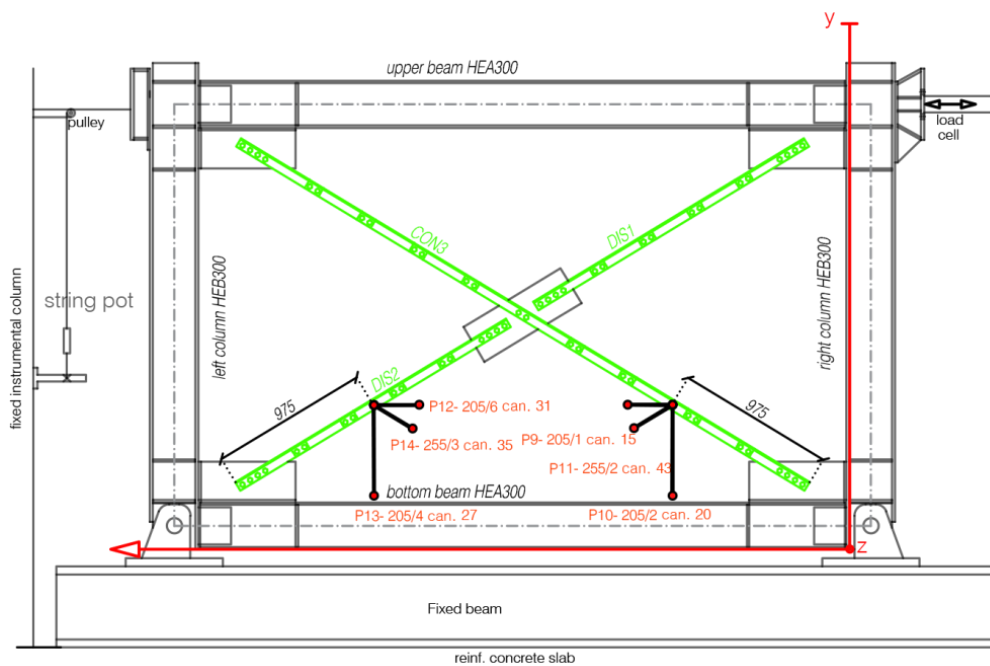 y
upper beam HEA300
pulley
load
cell
CON3
DIS1
string pot
left column HEB300
right column HEB300
fixed instrumental column
DIS2
975
975
P12- 205/6 can. 31
P9- 205/1 can. 15
P14- 255/3 can. 35
P11- 255/2 can. 43
bottom beam HEA300
P13- 205/4 can. 27
P10- 205/2 can. 20
z
Fixed beam
reinf. concrete slab